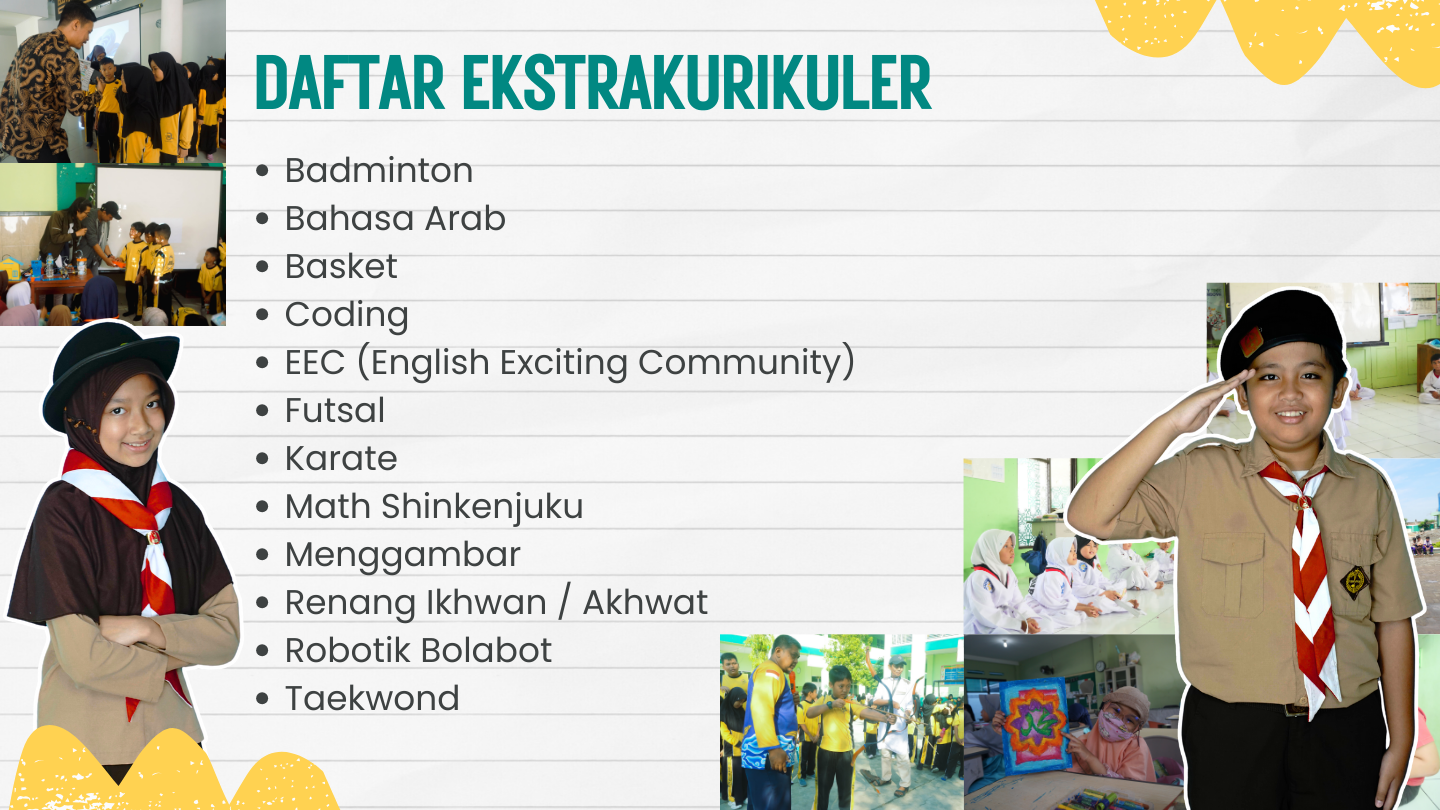 DAFTAR EKSTRAKURIKULER
• Badminton
• Bahasa Arab
• Basket
• Coding
• EEC (English Exciting Community)
• Futsal
• Karate
• Math Shinkenjuku
• Menggambar
• Renang Ikhwan / Akhwat
• Robotik Bolabot
• Taekwond